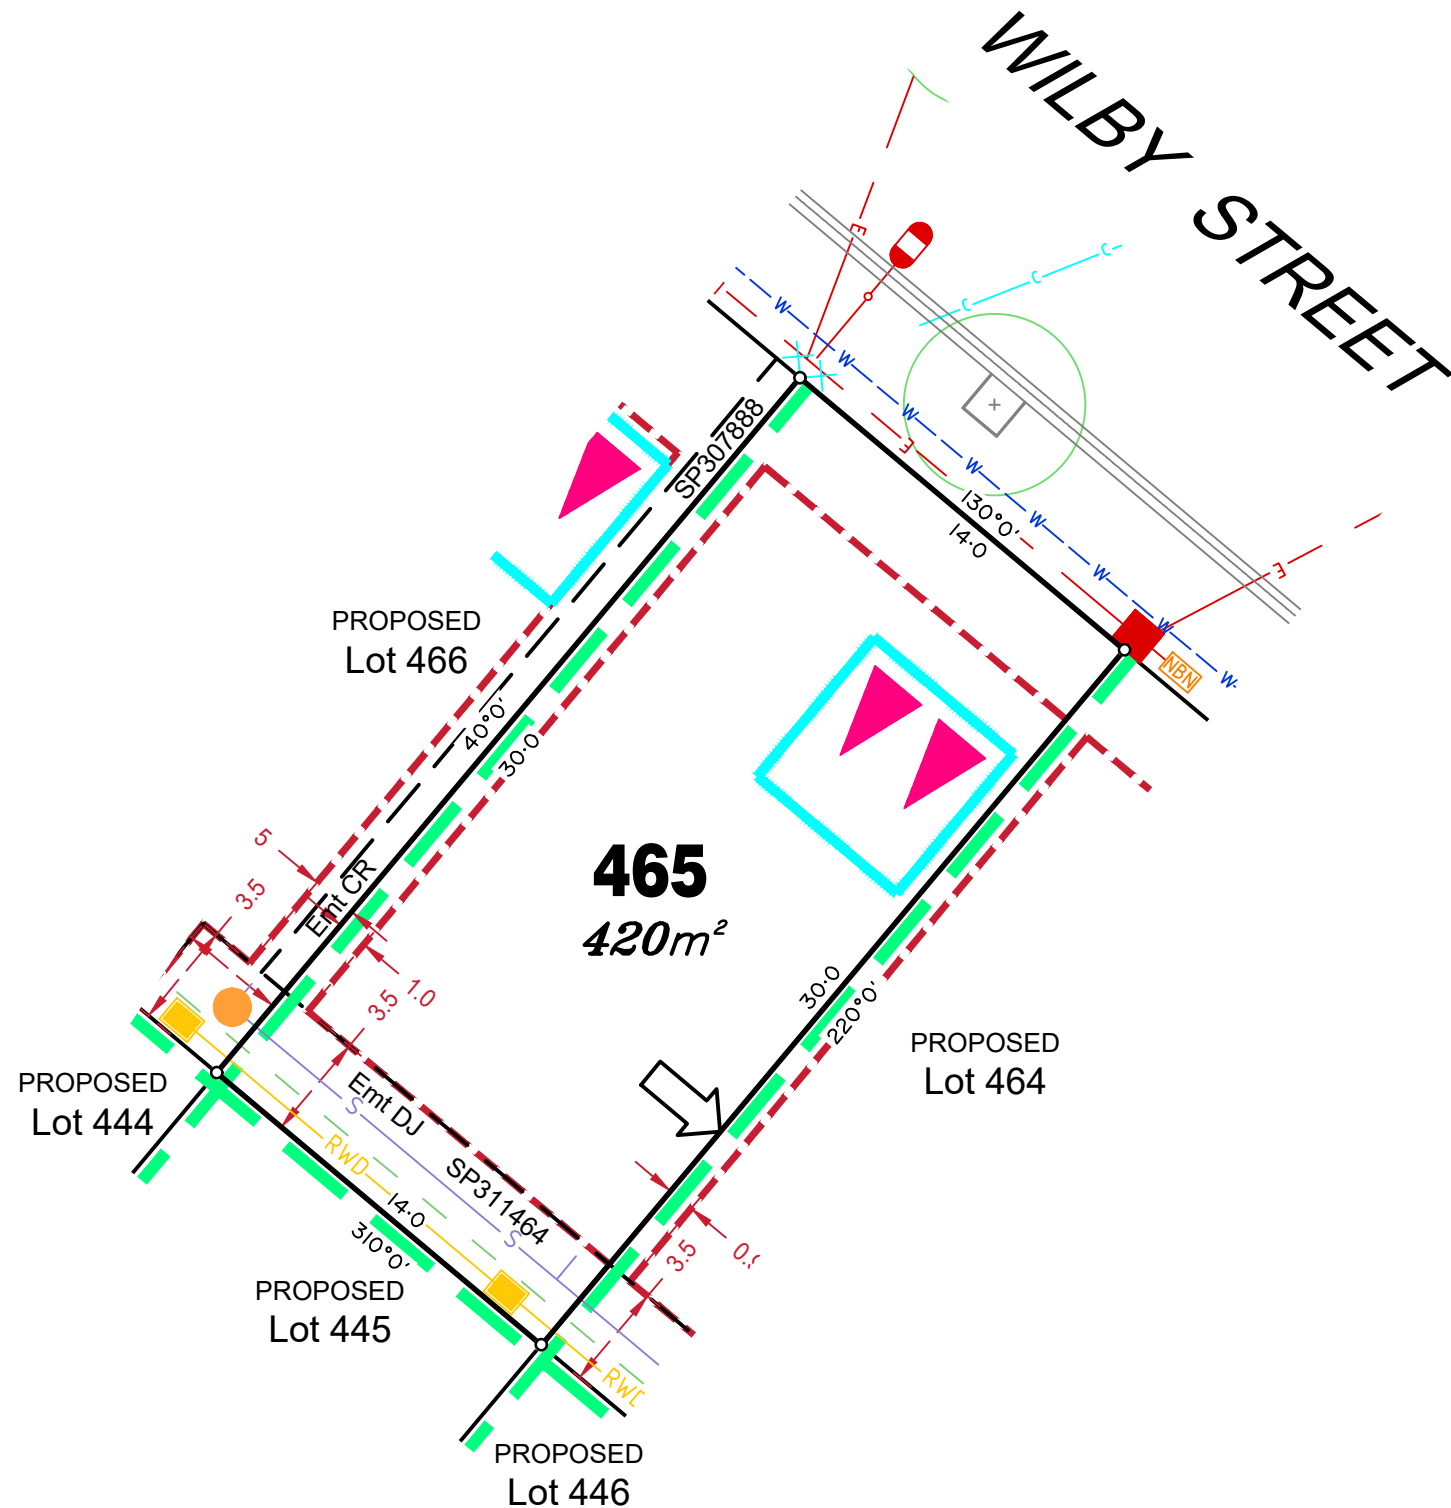 WILBY STREET
E
C
C
C
W
W
W
W
W
W
W
W
E
E
130°0'
14·0
NBN
SP307888
PROPOSED
Lot 466
40°0'
30·0
465
420m²
5
3.5
Emt CR
1.0
3.5
30·0
220°0'
PROPOSED
Lot 464
PROPOSED
Lot 444
Emt DJ
S
RWD
SP311464
S
14·0
310°0'
3.5
PROPOSED
Lot 445
RWD
PROPOSED
Lot 446